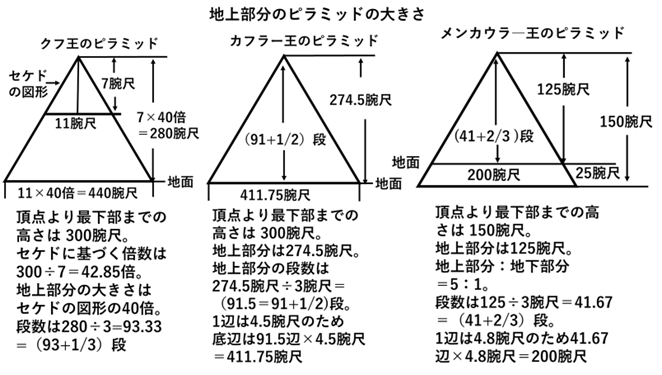 地上部分のピラミッドの大きさ
クフ王のピラミッド
セケド
の図形
7腕尺
11腕尺
7×40倍
=280腕尺
地面
11×40倍=440腕尺
頂点より最下部までの
高さは 300腕尺。
セケドに基づく倍数は
300÷7=42.85倍。
地上部分の大きさは
セケドの図形の40倍。
段数は280÷3=93.33
=（93+1/3）段
カフラー王のピラミッド
274.5腕尺
（91+1/2）段
地面
411.75腕尺
頂点より最下部までの
高さは 300腕尺。
地上部分は274.5腕尺。
地上部分の段数は
274.5腕尺÷3腕尺=
（91.5=91+1/2)段。
1辺は4.5腕尺のため
底辺は91.5辺×4.5腕尺
=411.75腕尺
メンカウラ―王のピラミッド
125腕尺
150腕尺
（41+2/3 ）段
地面
200腕尺
25腕尺
頂点より最下部までの高
さは 150腕尺。
地上部分は125腕尺。
地上部分：地下部分
=5：1。
段数は125÷3腕尺=41.67
=（41+2/3）段。
1辺は4.8腕尺のため41.67
辺×4.8腕尺=200腕尺